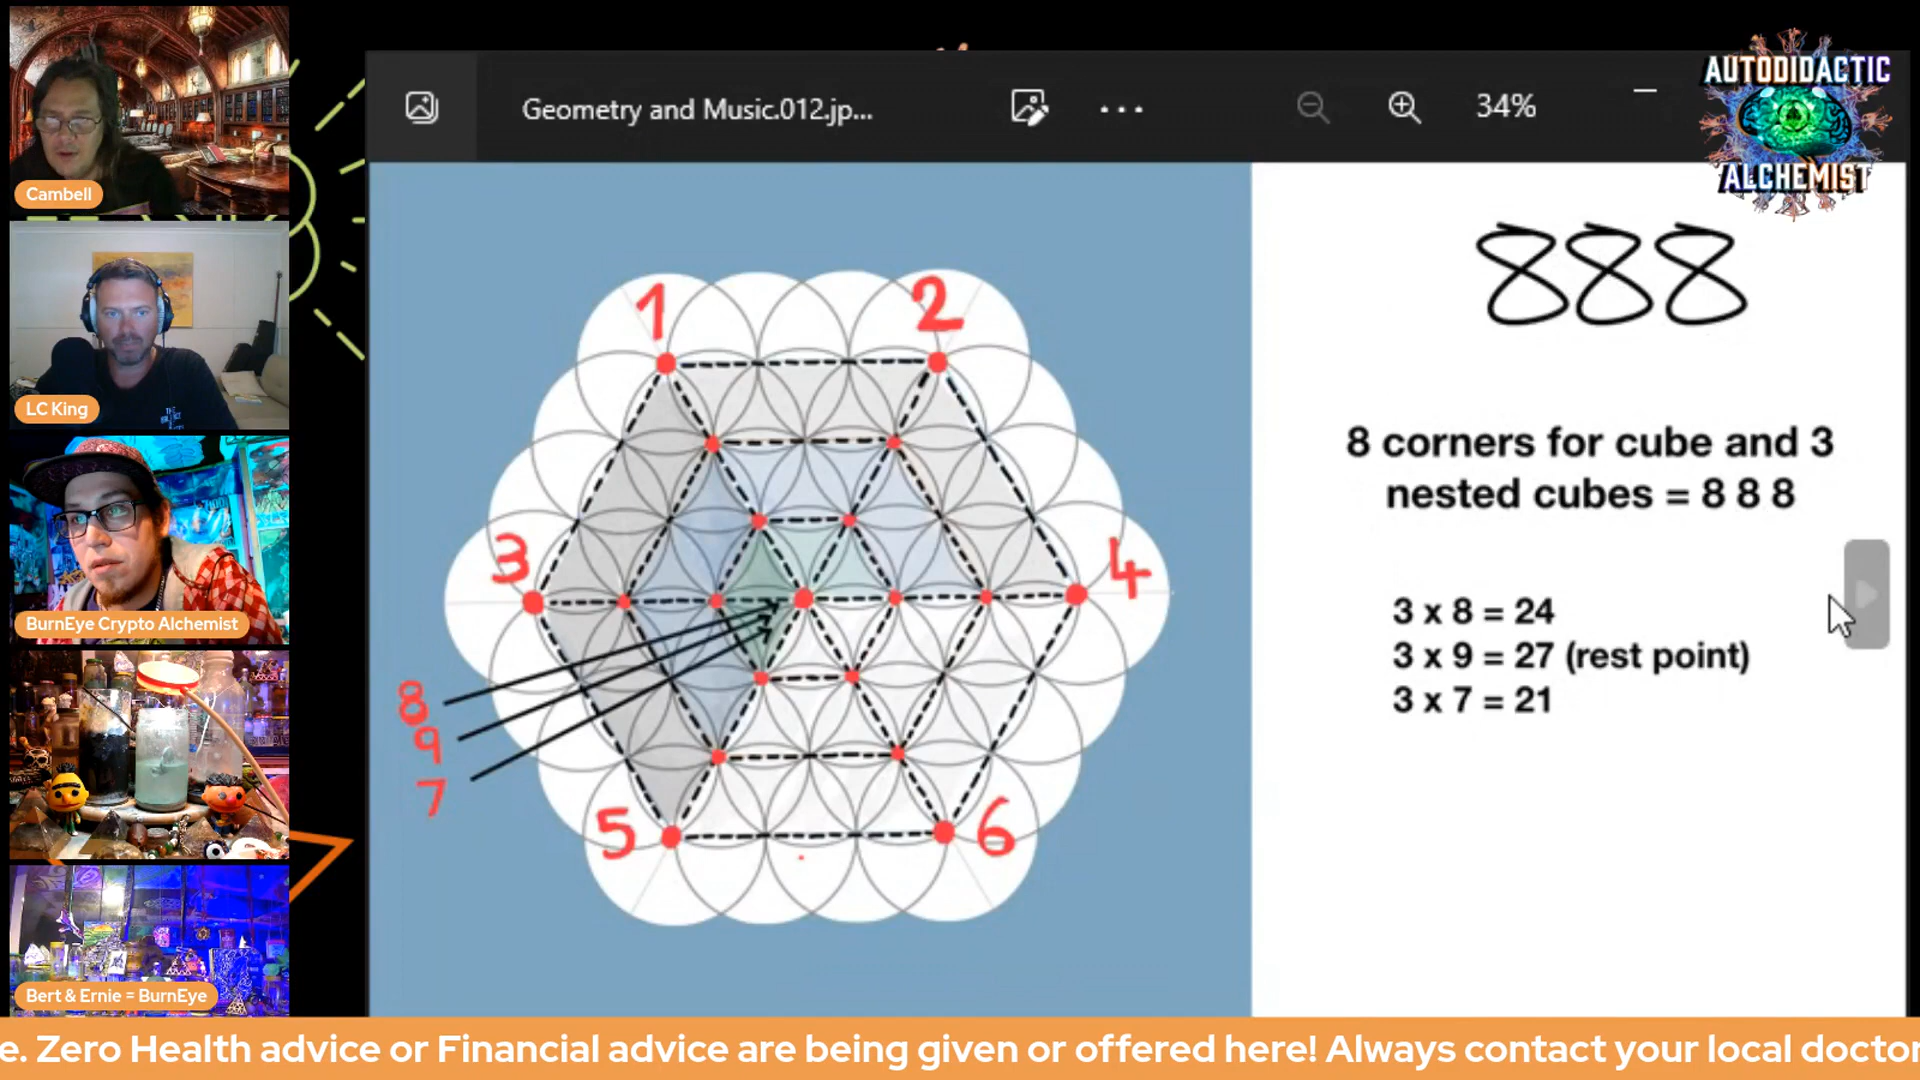 Cambell
LC King
BurnEye Crypto Alchemist
Bert & Ernie = BurnEye
Geometry and Music.012.jp...
34%
AUTODIDACTIC
ALCHEMIST
1
2
3
4
8
9
7
5
6
888
8 corners for cube and 3
nested cubes = 8 8 8
3 x 8 = 24
3 x 9 = 27 (rest point)
3 x 7 = 21
e. Zero Health advice or Financial advice are being given or offered here! Always contact your local doctor